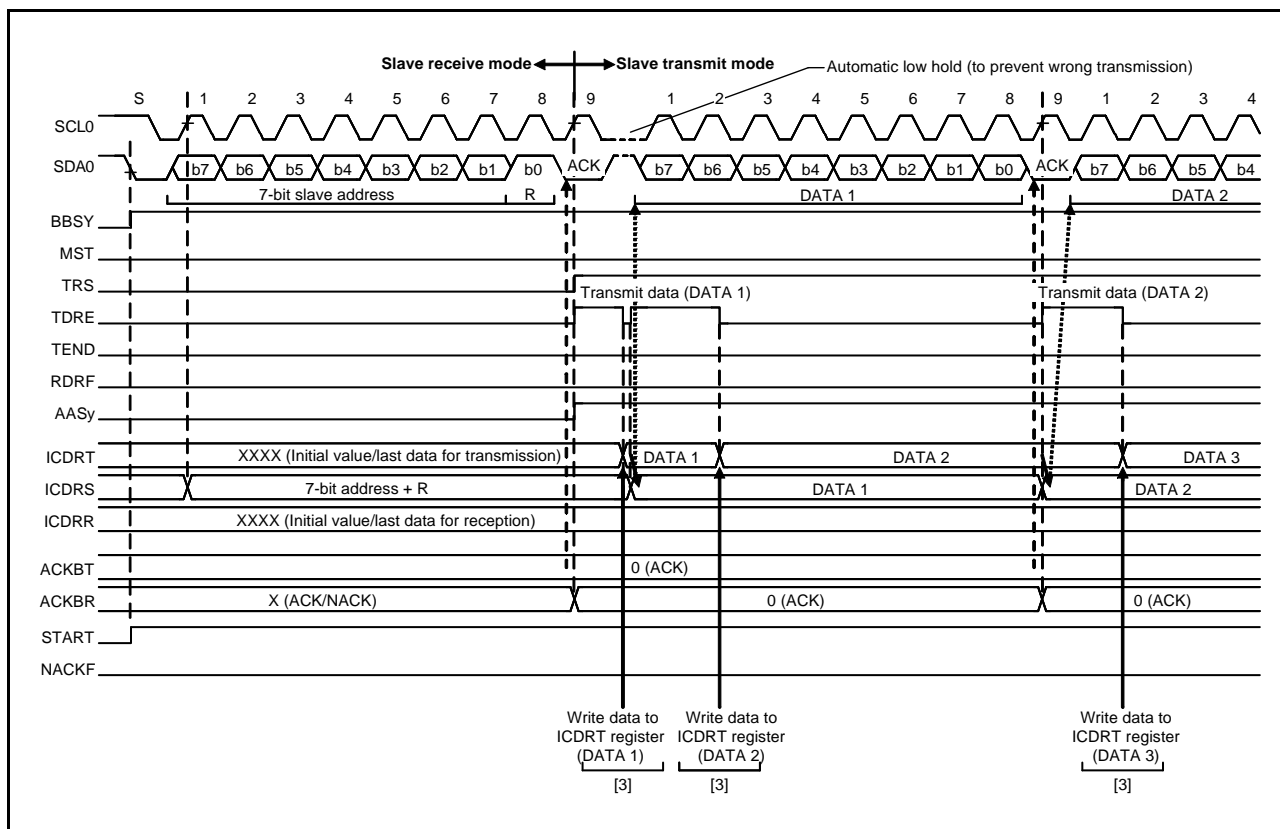 Slave receive mode Slave transmit mode
Automatic low hold (to prevent wrong transmission)
S 1 2 3 4 5 6 7 8 9 1 2 3 4 5 6 7 8 9 1 2 3 4
SCL0
SDA0 b7 b6 b5 b4 b3 b2 b1 b0 ACK b7 b6 b5 b4 b3 b2 b1 b0 ACK b7 b6 b5 b4
7-bit slave address R DATA 1 DATA 2
BBSY
MST
TRS
Transmit data (DATA 1) Transmit data (DATA 2)
TDRE
TEND
RDRF
AASy
ICDRT XXXX (Initial value/last data for transmission) DATA 1 DATA 2 DATA 3
ICDRS 7-bit address + R DATA 1 DATA 2
ICDRR XXXX (Initial value/last data for reception)
ACKBT 0 (ACK)
ACKBR X (ACK/NACK) 0 (ACK) 0 (ACK)
START
NACKF
Write data to Write data to Write data to
ICDRT register ICDRT register ICDRT register
(DATA 1) (DATA 2) (DATA 3)
[3] [3] [3]